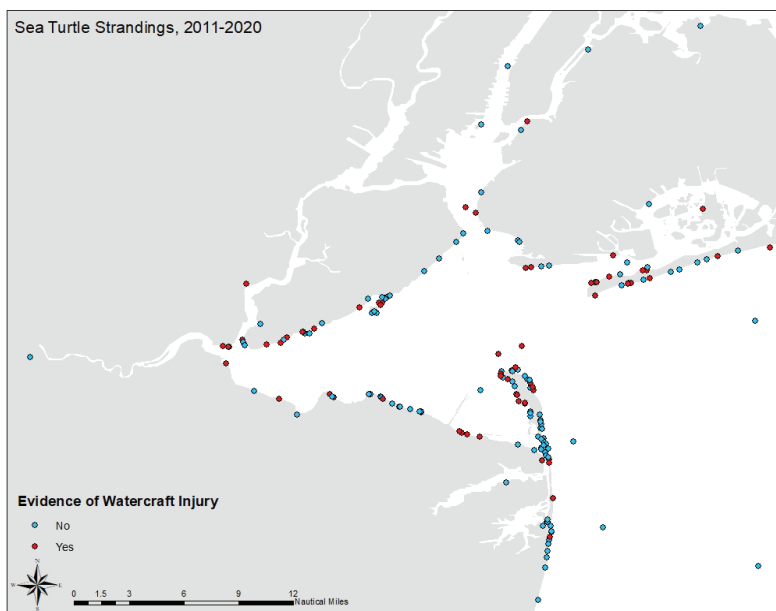 Sea Turtle Strandings, 2011-2020
Evidence of Watercraft Injury
No
Yes
N
W E
S
0 1.5 3 6 9 12
Nautical Miles